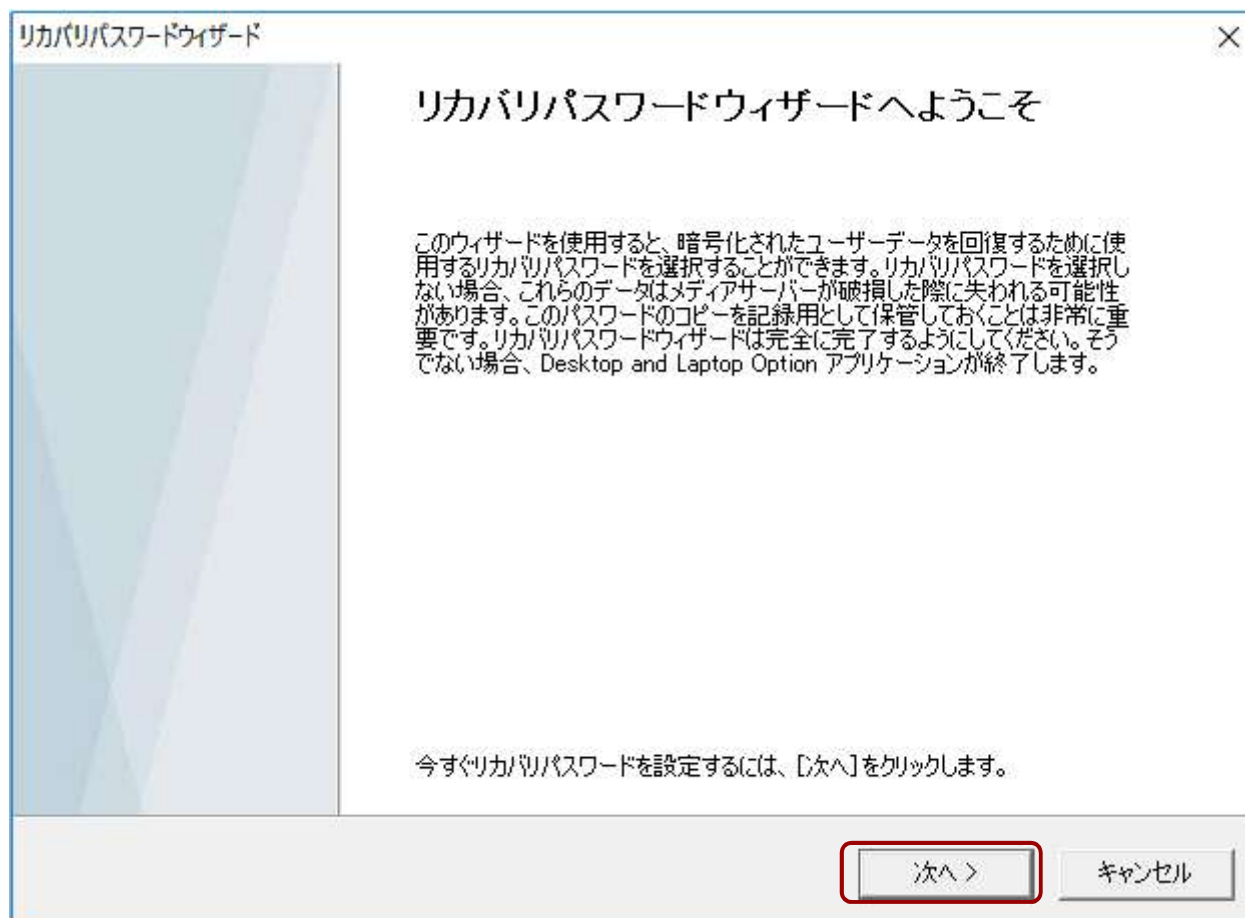 リカバリパスワードウィザード
リカバリパスワードウィザードへようこそ
このウィザードを使用すると、暗号化されたユーザーデータを回復するために使
用するリカバリパスワードを選択することができます。リカバリパスワードを選択し
ない場合、これらのデータはメディアサーバーが破損した際に失われる可能性
があります。このパスワードのコピーを記録用として保管しておくことは非常に重
要です。リカバリパスワードウィザードは完全に完了するようにしてください。そう
でない場合、Desktop and Laptop Option アプリケーションが終了します。
今すぐリカバリパスワードを設定するには、[次へ]をクリックします。
次へ >
キャンセル